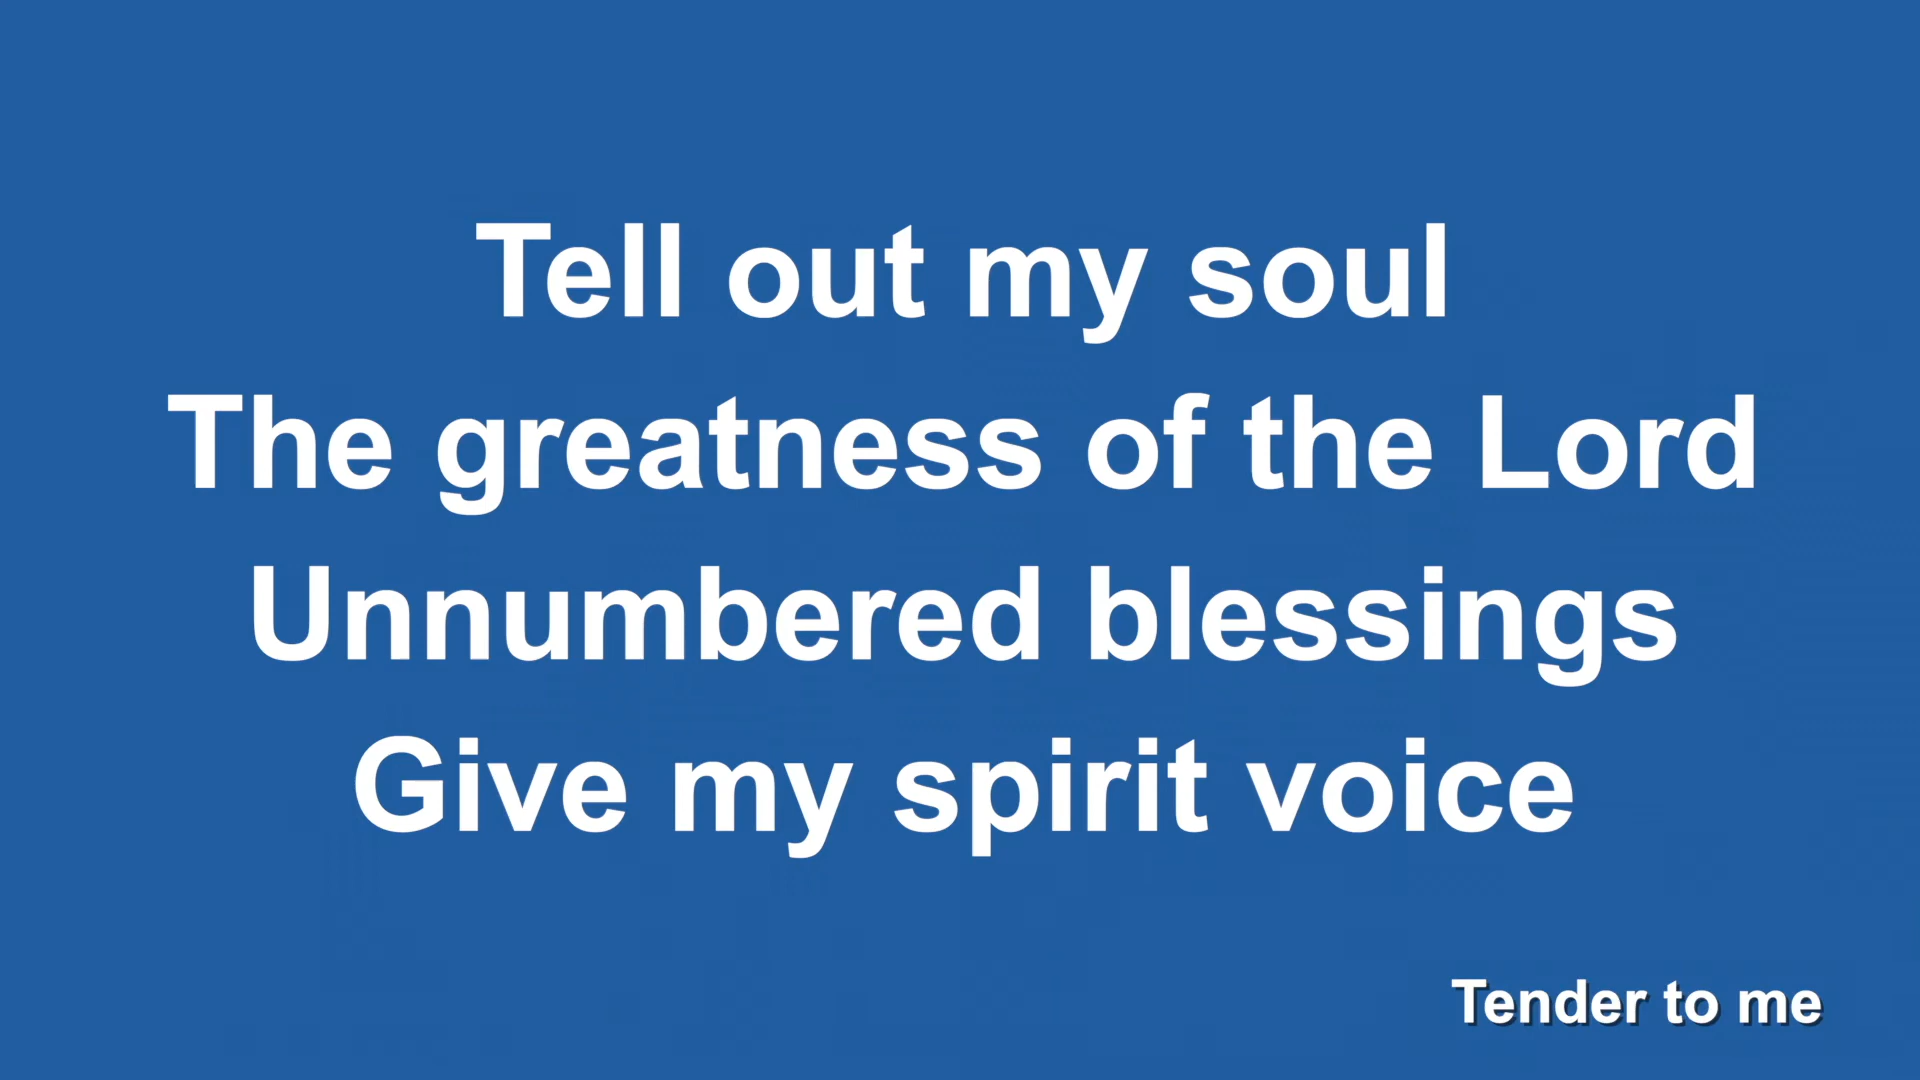 Tell out my soul
The greatness of the Lord
Unnumbered blessings
Give my spirit voice
Tender to me